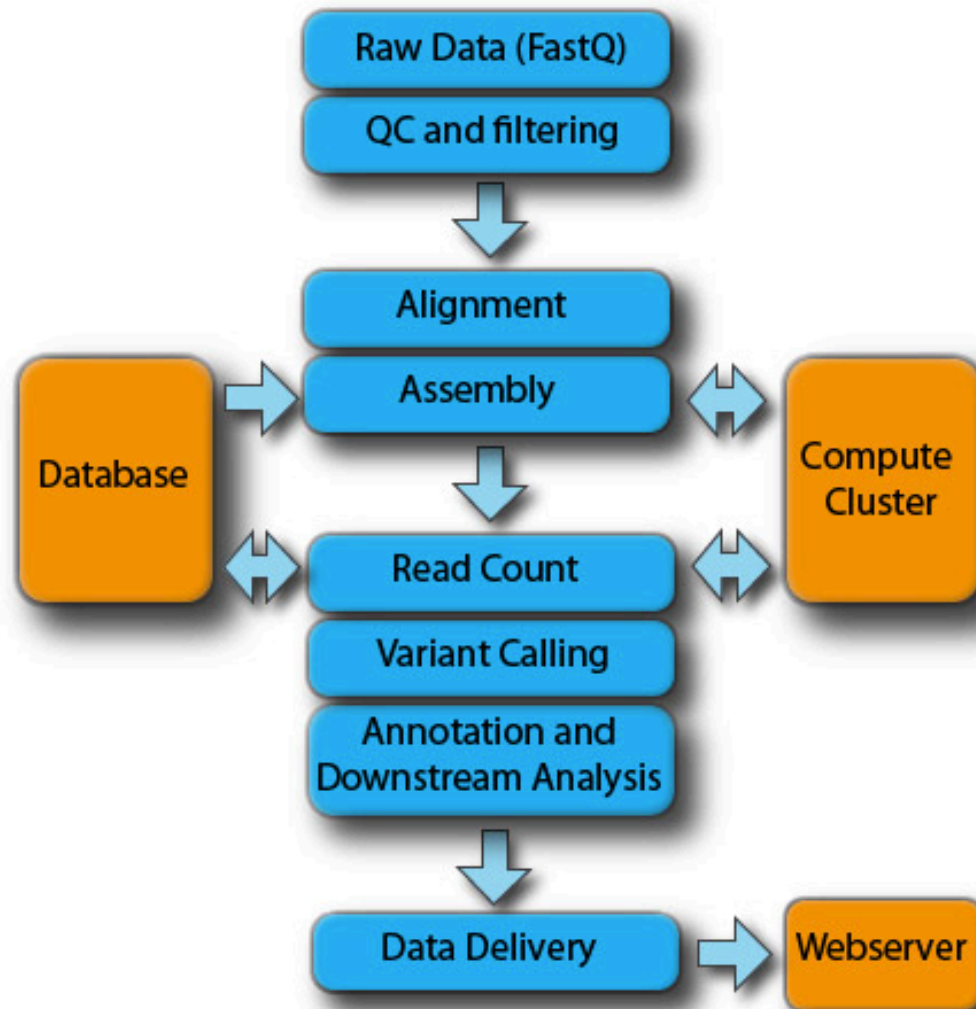 Raw Data (FastQ)
QC and filtering
Alignment
Assembly
Database
Compute
Cluster
Read Count
Variant Calling
Annotation and
Downstream Analysis
Data Delivery
Webserver